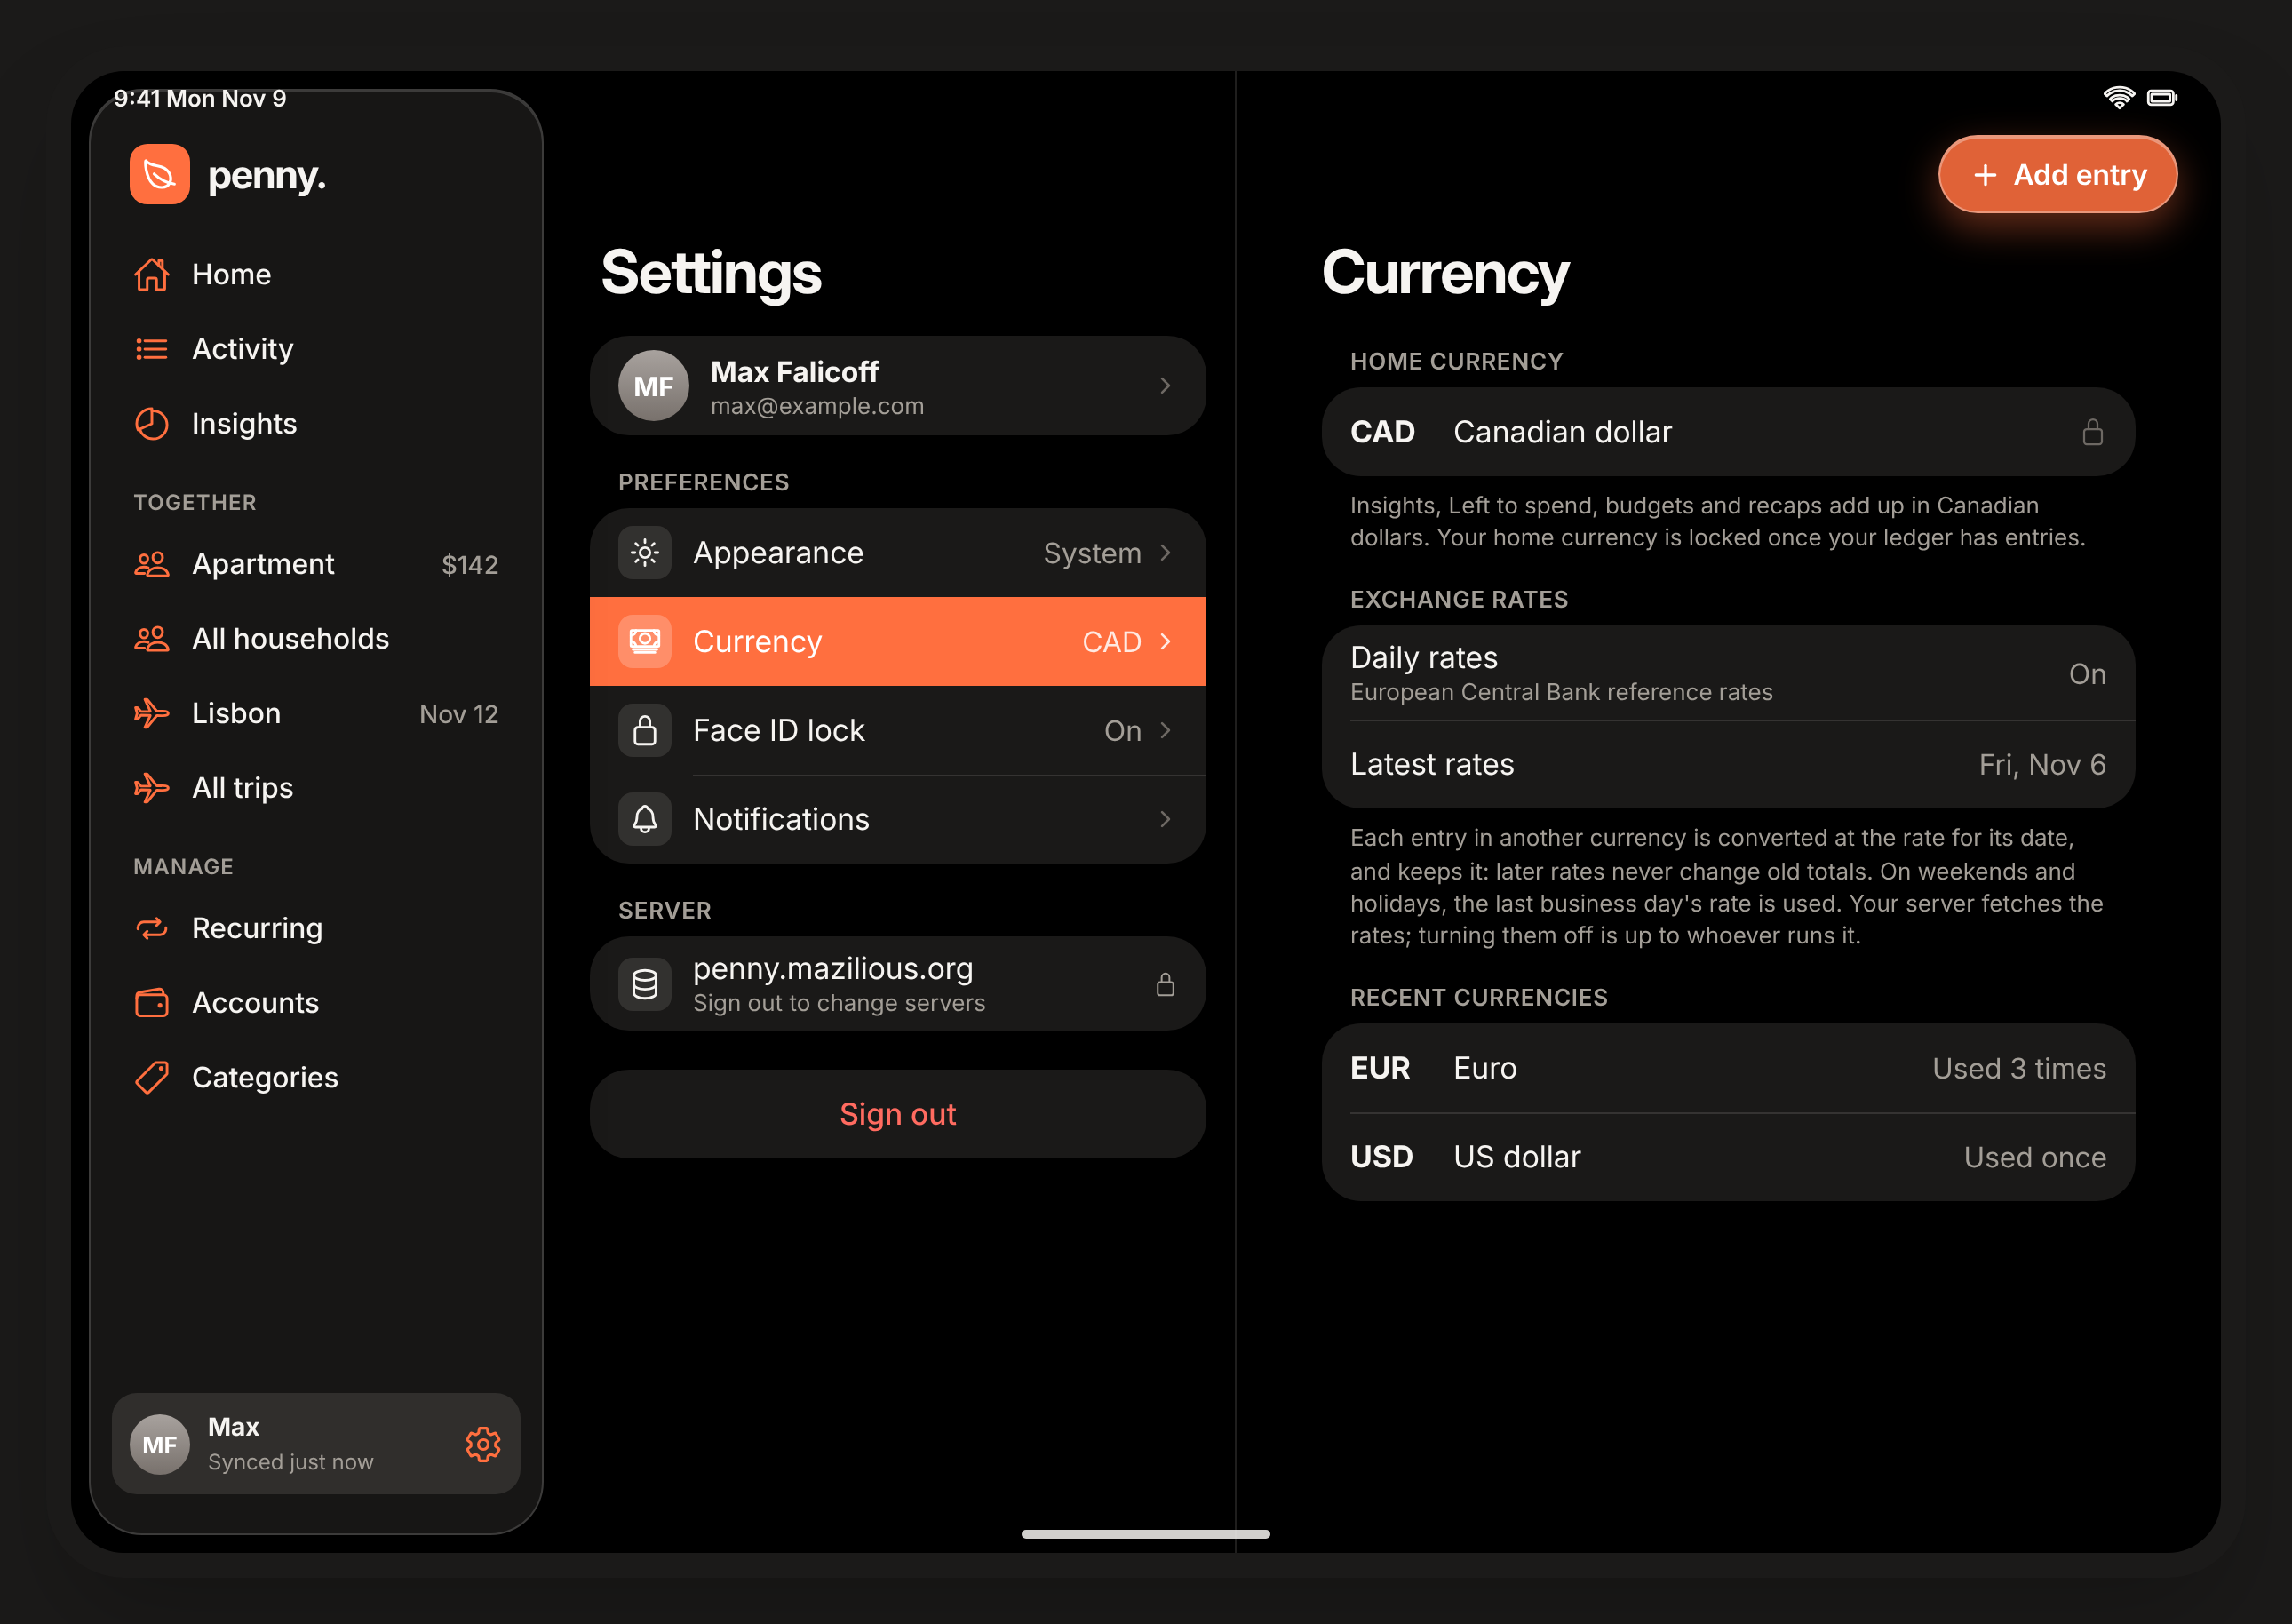 9:41 Mon Nov 9
penny.
Home
Activity
Insights
TOGETHER
Apartment $142
All households
Lisbon Nov 12
All trips
MANAGE
Recurring
Accounts
Categories
MF
Max
Synced just now
Settings
MF
Max Falicoff
max@example.com
PREFERENCES
Appearance System
Currency CAD
Face ID lock On
Notifications
SERVER
penny.mazilious.org
Sign out to change servers
Sign out
+ Add entry
Currency
HOME CURRENCY
CAD Canadian dollar
Insights, Left to spend, budgets and recaps add up in Canadian
dollars. Your home currency is locked once your ledger has entries.
EXCHANGE RATES
Daily rates
European Central Bank reference rates
On
Latest rates Fri, Nov 6
Each entry in another currency is converted at the rate for its date,
and keeps it: later rates never change old totals. On weekends and
holidays, the last business day's rate is used. Your server fetches the
rates; turning them off is up to whoever runs it.
RECENT CURRENCIES
EUR Euro Used 3 times
USD US dollar Used once